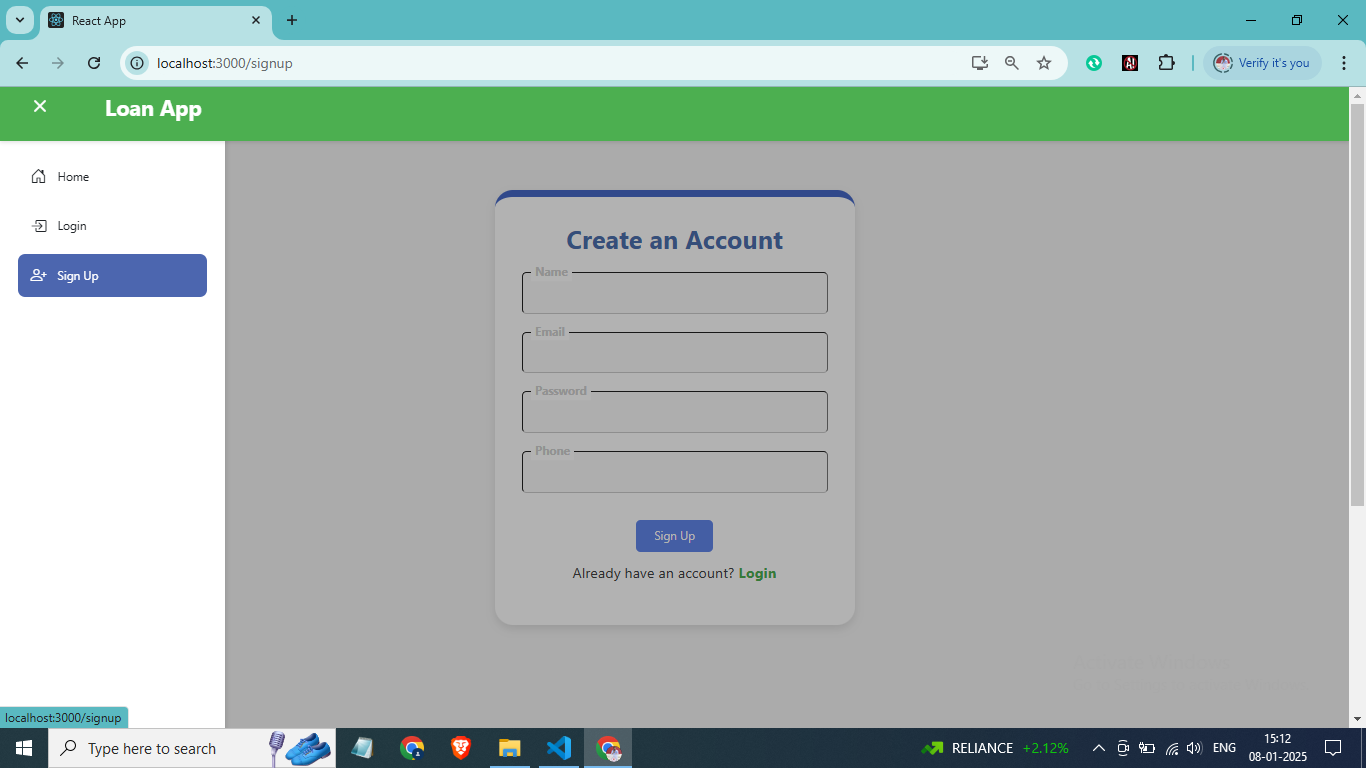 React App
localhost:3000/signup
Verify it's you
Loan App
Home
Login
Sign Up
Create an Account
Name
Email
Password
Phone
Sign Up
Already have an account? Login
localhost:3000/signup
Type here to search
RELIANCE +2.12%
ENG
15:12
08-01-2025